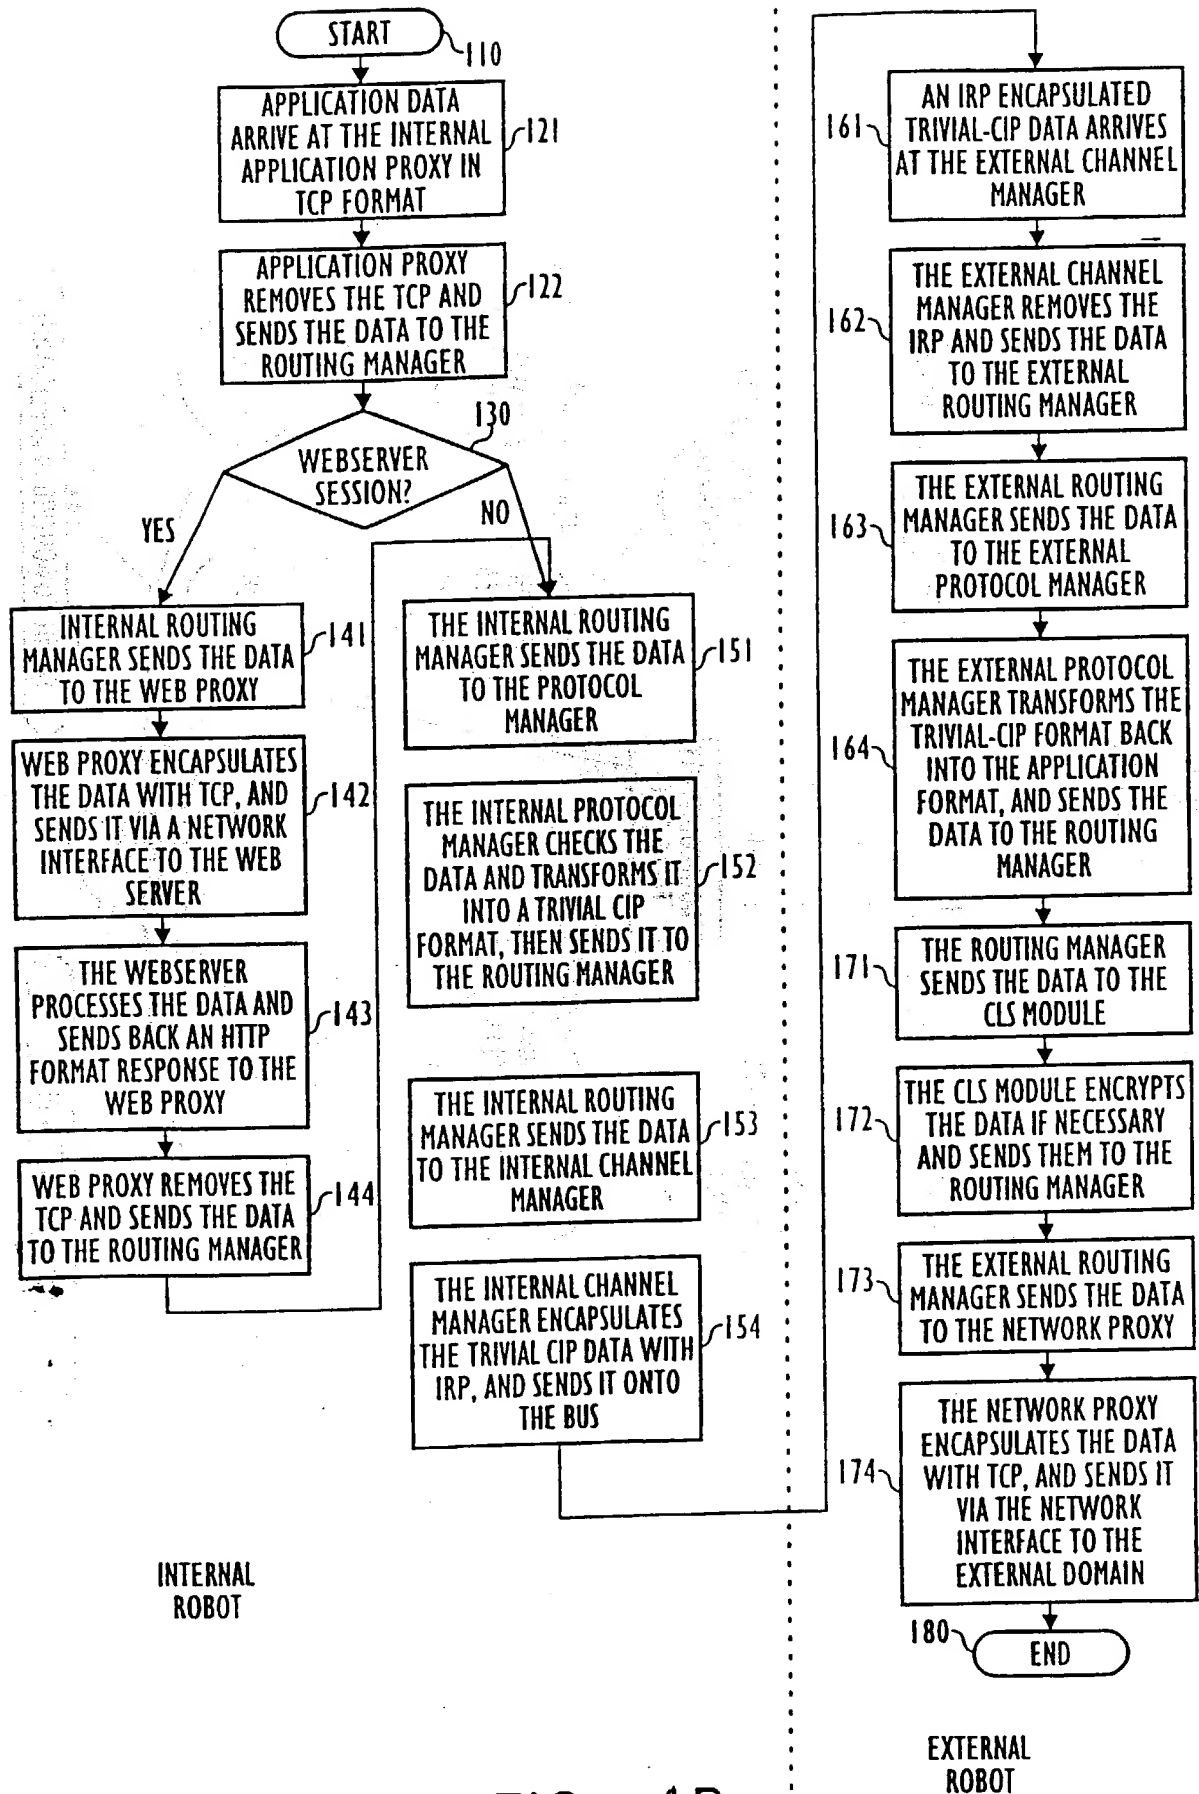 START
110
APPLICATION DATA
ARRIVE AT THE INTERNAL
APPLICATION PROXY IN
TCP FORMAT
121
APPLICATION PROXY
REMOVES THE TCP AND
SENDS THE DATA TO THE
ROUTING MANAGER
122
130
WEBSERVER
SESSION?
YES
NO
INTERNAL ROUTING
MANAGER SENDS THE DATA
TO THE WEB PROXY
141
WEB PROXY ENCAPSULATES
THE DATA WITH TCP, AND
SENDS IT VIA A NETWORK
INTERFACE TO THE WEB
SERVER
142
THE WEBSERVER
PROCESSES THE DATA AND
SENDS BACK AN HTTP
FORMAT RESPONSE TO THE
WEB PROXY
143
WEB PROXY REMOVES THE
TCP AND SENDS THE DATA
TO THE ROUTING MANAGER
144
THE INTERNAL ROUTING
MANAGER SENDS THE DATA
TO THE PROTOCOL
MANAGER
151
THE INTERNAL PROTOCOL
MANAGER CHECKS THE
DATA AND TRANSFORMS IT
INTO A TRIVIAL CIP
FORMAT, THEN SENDS IT TO
THE ROUTING MANAGER
152
THE INTERNAL ROUTING
MANAGER SENDS THE DATA
TO THE INTERNAL CHANNEL
MANAGER
153
THE INTERNAL CHANNEL
MANAGER ENCAPSULATES
THE TRIVIAL CIP DATA WITH
IRP, AND SENDS IT ONTO
THE BUS
154
INTERNAL
ROBOT
AN IRP ENCAPSULATED
TRIVIAL-CIP DATA ARRIVES
AT THE EXTERNAL CHANNEL
MANAGER
161
THE EXTERNAL CHANNEL
MANAGER REMOVES THE
IRP AND SENDS THE DATA
TO THE EXTERNAL
ROUTING MANAGER
162
THE EXTERNAL ROUTING
MANAGER SENDS THE DATA
TO THE EXTERNAL
PROTOCOL MANAGER
163
THE EXTERNAL PROTOCOL
MANAGER TRANSFORMS THE
TRIVIAL-CIP FORMAT BACK
INTO THE APPLICATION
FORMAT, AND SENDS THE
DATA TO THE ROUTING
MANAGER
164
THE ROUTING MANAGER
SENDS THE DATA TO THE
CLS MODULE
171
THE CLS MODULE ENCRYPTS
THE DATA IF NECESSARY
AND SENDS THEM TO THE
ROUTING MANAGER
172
THE EXTERNAL ROUTING
MANAGER SENDS THE DATA
TO THE NETWORK PROXY
173
THE NETWORK PROXY
ENCAPSULATES THE DATA
WITH TCP, AND SENDS IT
VIA THE NETWORK
INTERFACE TO THE
EXTERNAL DOMAIN
174
180
END
EXTERNAL
ROBOT